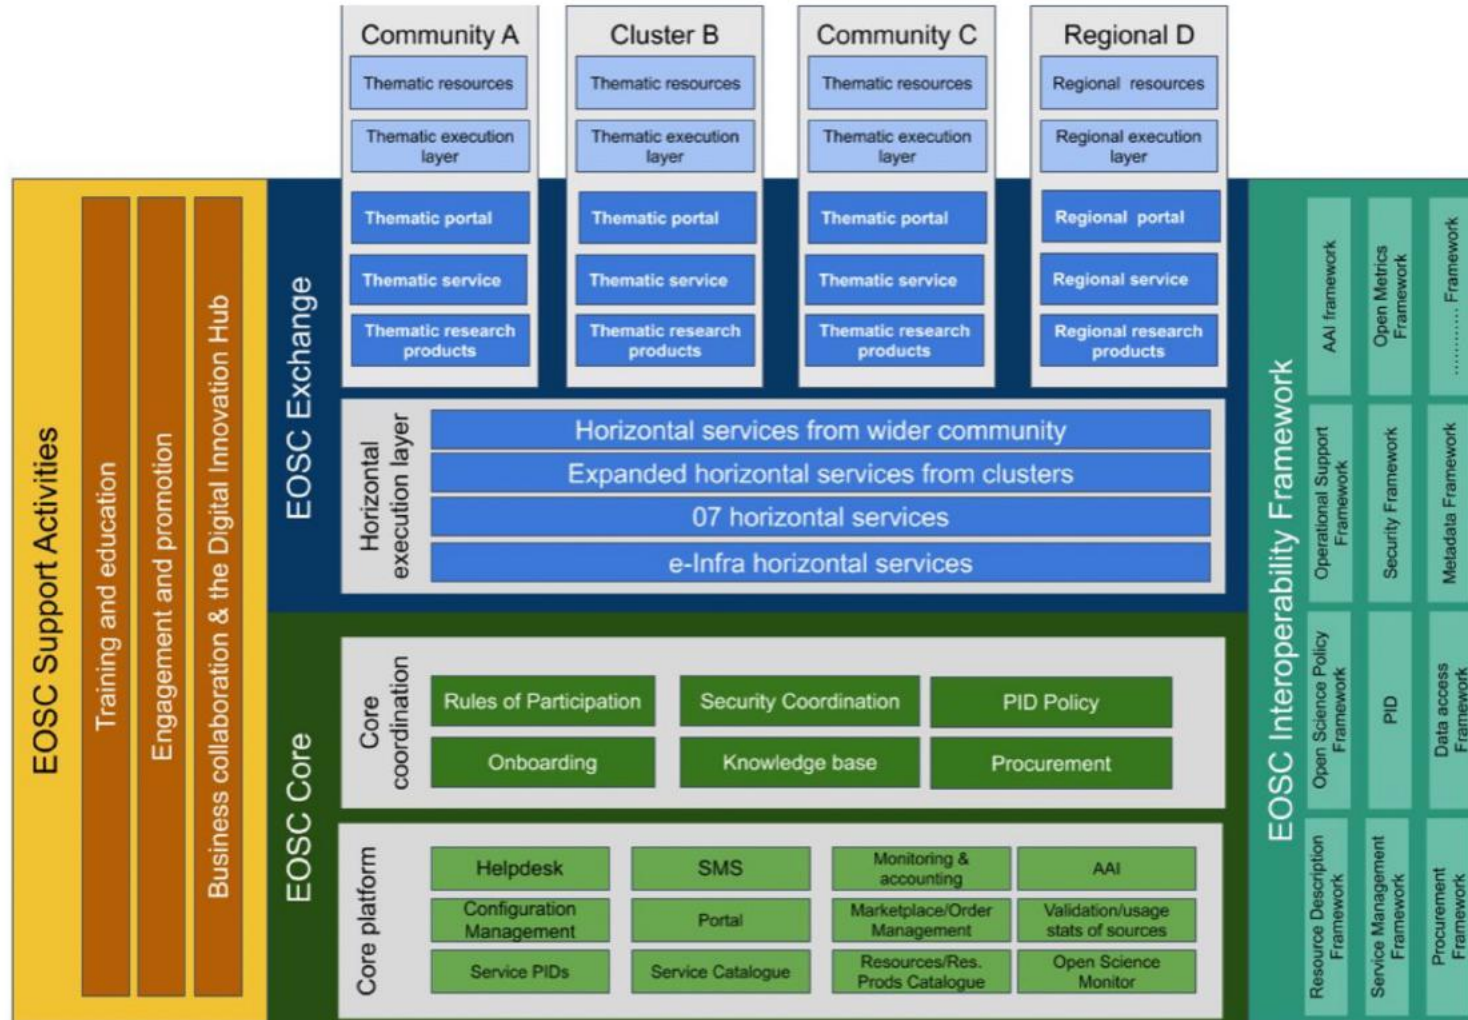 Community A
Thematic resources
Thematic execution
layer
Thematic portal
Thematic service
Thematic research
products
Cluster B
Thematic resources
Thematic execution
layer
Thematic portal
Thematic service
Thematic research
products
Community C
Thematic resources
Thematic execution
layer
Thematic portal
Thematic service
Thematic research
products
Regional D
Regional resources
Regional execution
layer
Regional portal
Regional service
Regional research
products
EOSC Support Activities
Training and education
Engagement and promotion
Business collaboration & the Digital Innovation Hub
EOSC Exchange
Horizontal
execution layer
Horizontal services from wider community
Expanded horizontal services from clusters
07 horizontal services
e-Infra horizontal services
EOSC Core
Core
coordination
Rules of Participation
Security Coordination
PID Policy
Onboarding
Knowledge base
Procurement
Core platform
Helpdesk
SMS
Monitoring &
accounting
AAI
Configuration
Management
Portal
Marketplace/Order
Management
Validation/usage
stats of sources
Service PIDs
Service Catalogue
Resources/Res.
Prods Catalogue
Open Science
Monitor
EOSC Interoperability Framework
AAI framework
Open Metrics
Framework
........... Framework
Operational Support
Framework
Security Framework
Metadata Framework
Open Science Policy
Framework
PID
Data access
Framework
Resource Description
Framework
Service Management
Framework
Procurement
Framework